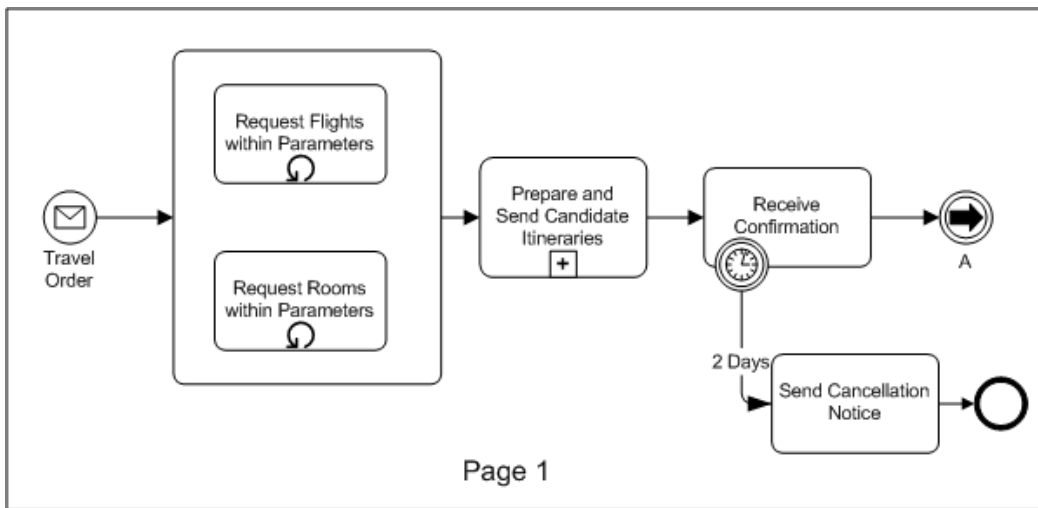 Travel
Order
Request Flights
within Parameters
Request Rooms
within Parameters
Prepare and
Send Candidate
Itineraries
Receive
Confirmation
A
2 Days
Send Cancellation
Notice
Page 1